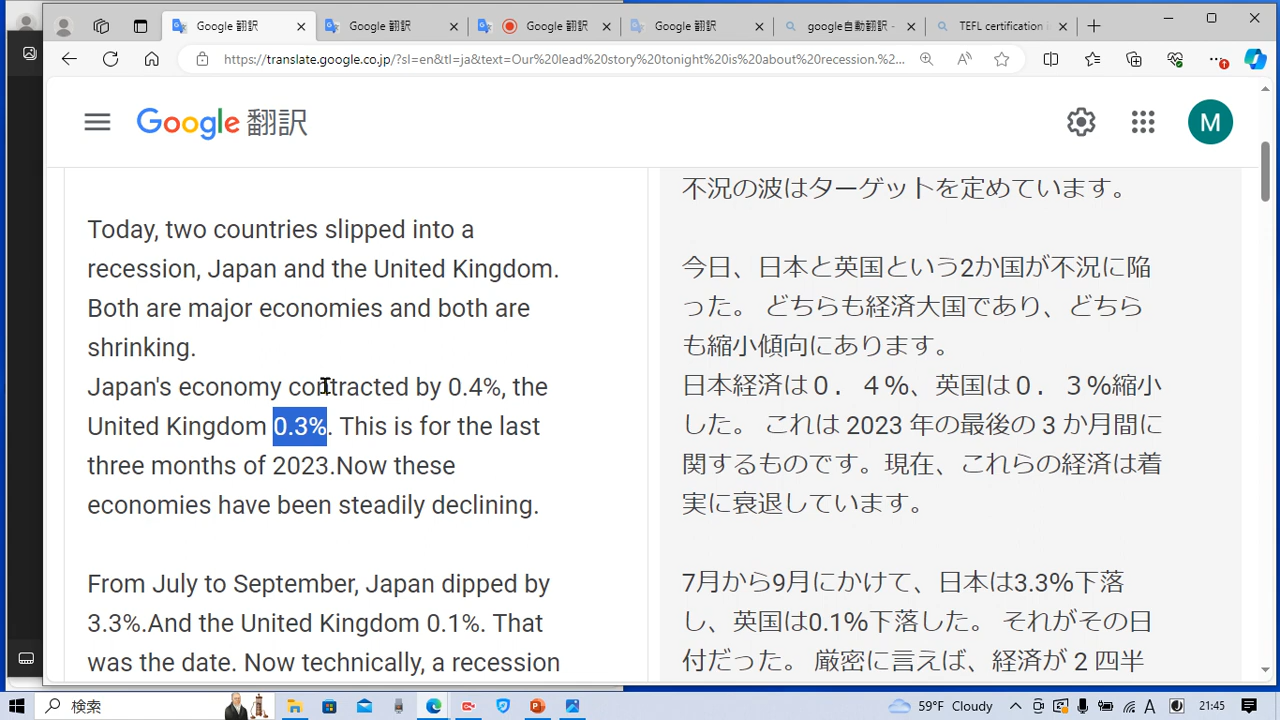 Google 翻訳
Google 翻訳
Google 翻訳
Google 翻訳
google自動翻訳 -
TEFL certification i
https://translate.google.co.jp/?sl=en&tl=ja&text=Our%20lead%20story%20tonight%20is%20about%20recession.%2...
1
Google 翻訳
M
Today, two countries slipped into a
recession, Japan and the United Kingdom.
Both are major economies and both are
shrinking.
Japan's economy contracted by 0.4%, the
United Kingdom 0.3%. This is for the last
three months of 2023.Now these
economies have been steadily declining.
From July to September, Japan dipped by
3.3%.And the United Kingdom 0.1%. That
was the date. Now technically, a recession
不況の波はターゲットを定めています。
今日、日本と英国という2か国が不況に陥
った。 どちらも経済大国であり、どちら
も縮小傾向にあります。
日本経済は０．４％、英国は０．３％縮小
した。 これは 2023 年の最後の 3 か月間に
関するものです。現在、これらの経済は着
実に衰退しています。
7月から9月にかけて、日本は3.3%下落
し、英国は0.1%下落した。 それがその日
付だった。 厳密に言えば、経済が 2 四半
検索
59°F Cloudy
A
21:45